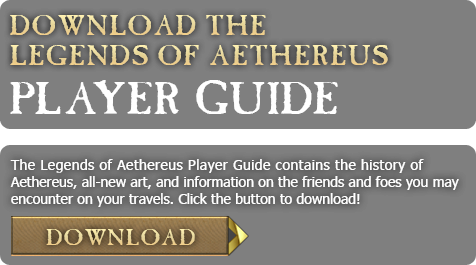 DOWNLOAD THE
LEGENDS OF AETHEREUS
PLAYER GUIDE
The Legends of Aethereus Player Guide contains the history of
Aethereus, all-new art, and information on the friends and foes you may
encounter on your travels. Click the button to download!
DOWNLOAD